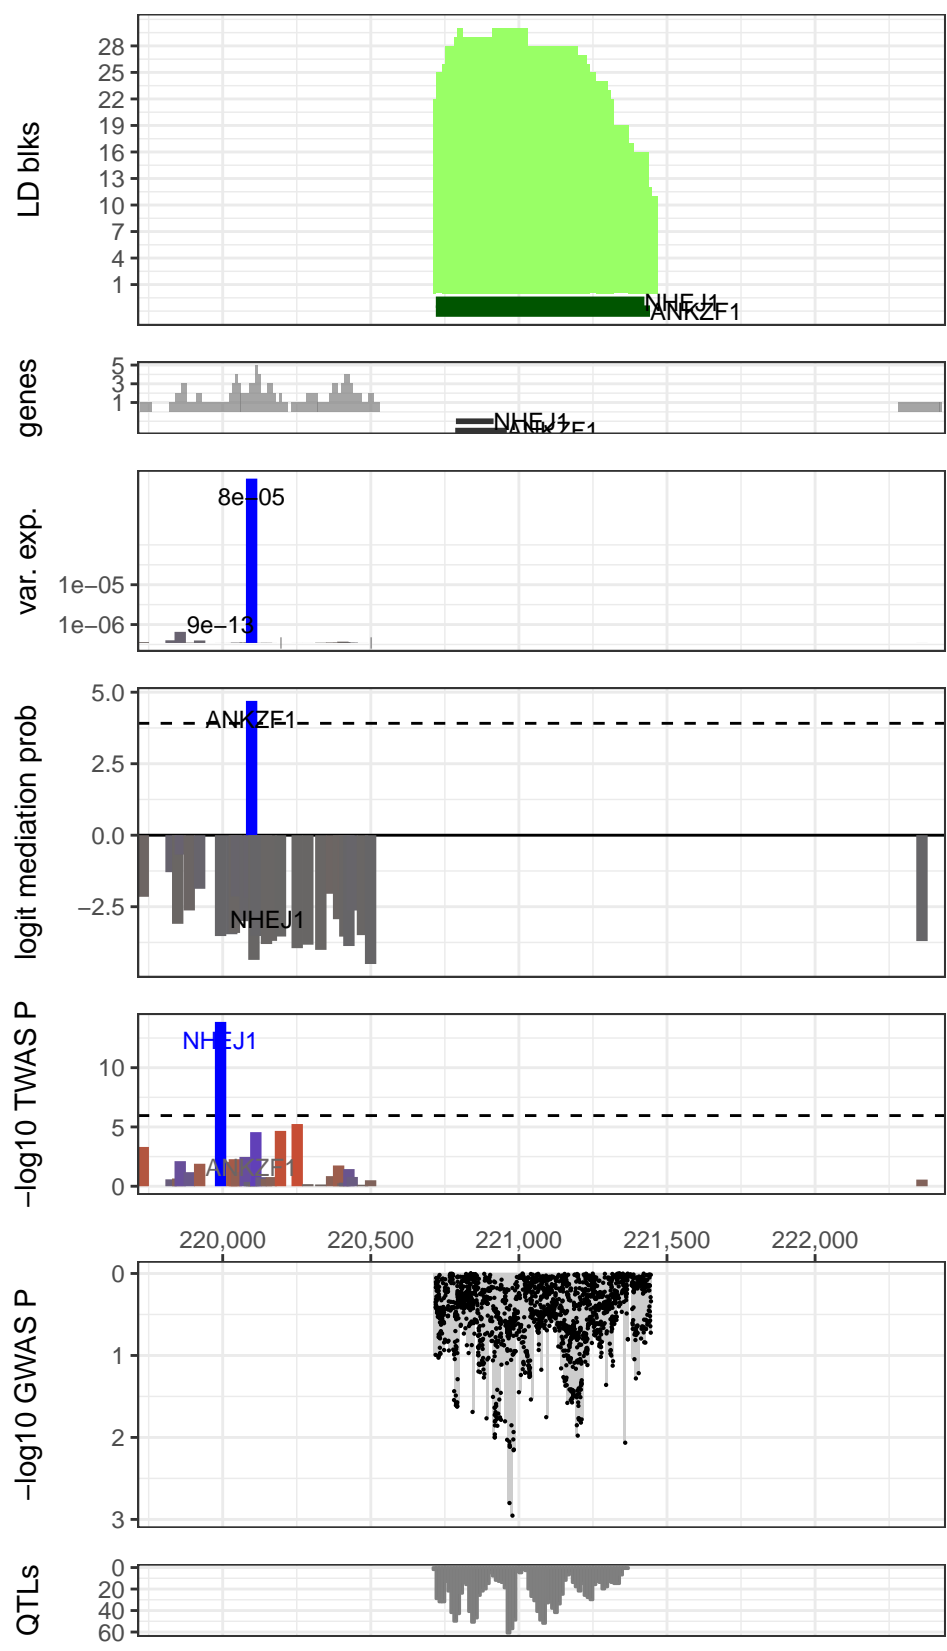 LD blks
28
25
22
19
16
13
10
7
4
1
NHEJ1
ANKZF1
genes
5
3
1
NHEJ1
ANKZF1
var. exp.
8e−05
1e−05
1e−06
9e−13
logit mediation prob
5.0
ANKZF1
2.5
0.0
−2.5
NHEJ1
−log10 TWAS P
NHEJ1
10
5
ANKZF1
0
220,000 220,500 221,000 221,500 222,000
−log10 GWAS P
0
1
2
3
QTLs
0
20
40
60